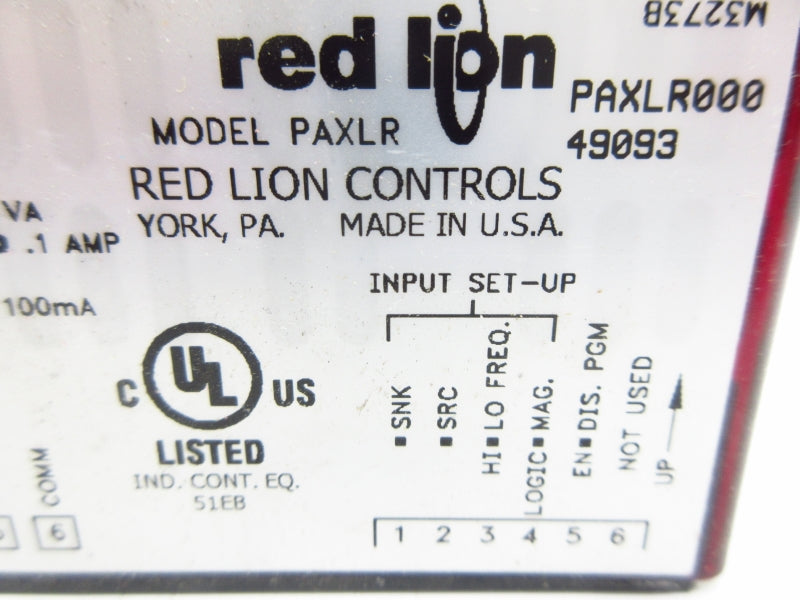 M3273B
red lion
PAXLR000
49093
MODEL PAXLR
RED LION CONTROLS
YORK, PA. MADE IN U.S.A.
VA
.1 AMP
100mA
INPUT SET-UP
■SNK
■SRC
HI■LO FREQ.
LOGIC■MAG.
EN■DIS. PGM
NOT USED
UP
C UL US
LISTED
IND. CONT. EQ.
51EB
COMM
6
1 2 3 4 5 6